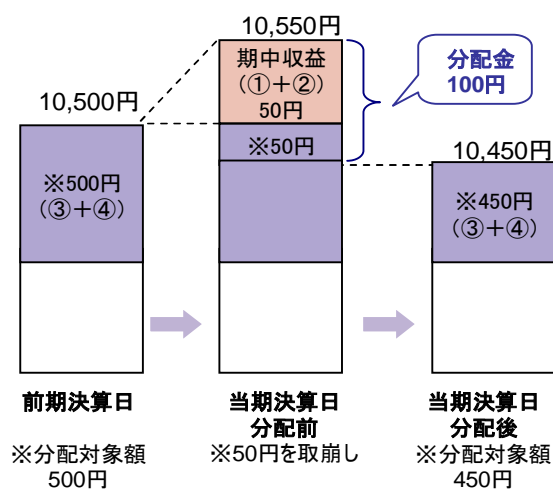 10,500円
※500円
(③+④)
前期決算日
※分配対象額
500円
10,550円
期中収益
(①+②)
50円
※50円
分配金
100円
当期決算日
分配前
※50円を取崩し
10,450円
※450円
(③+④)
当期決算日
分配後
※分配対象額
450円